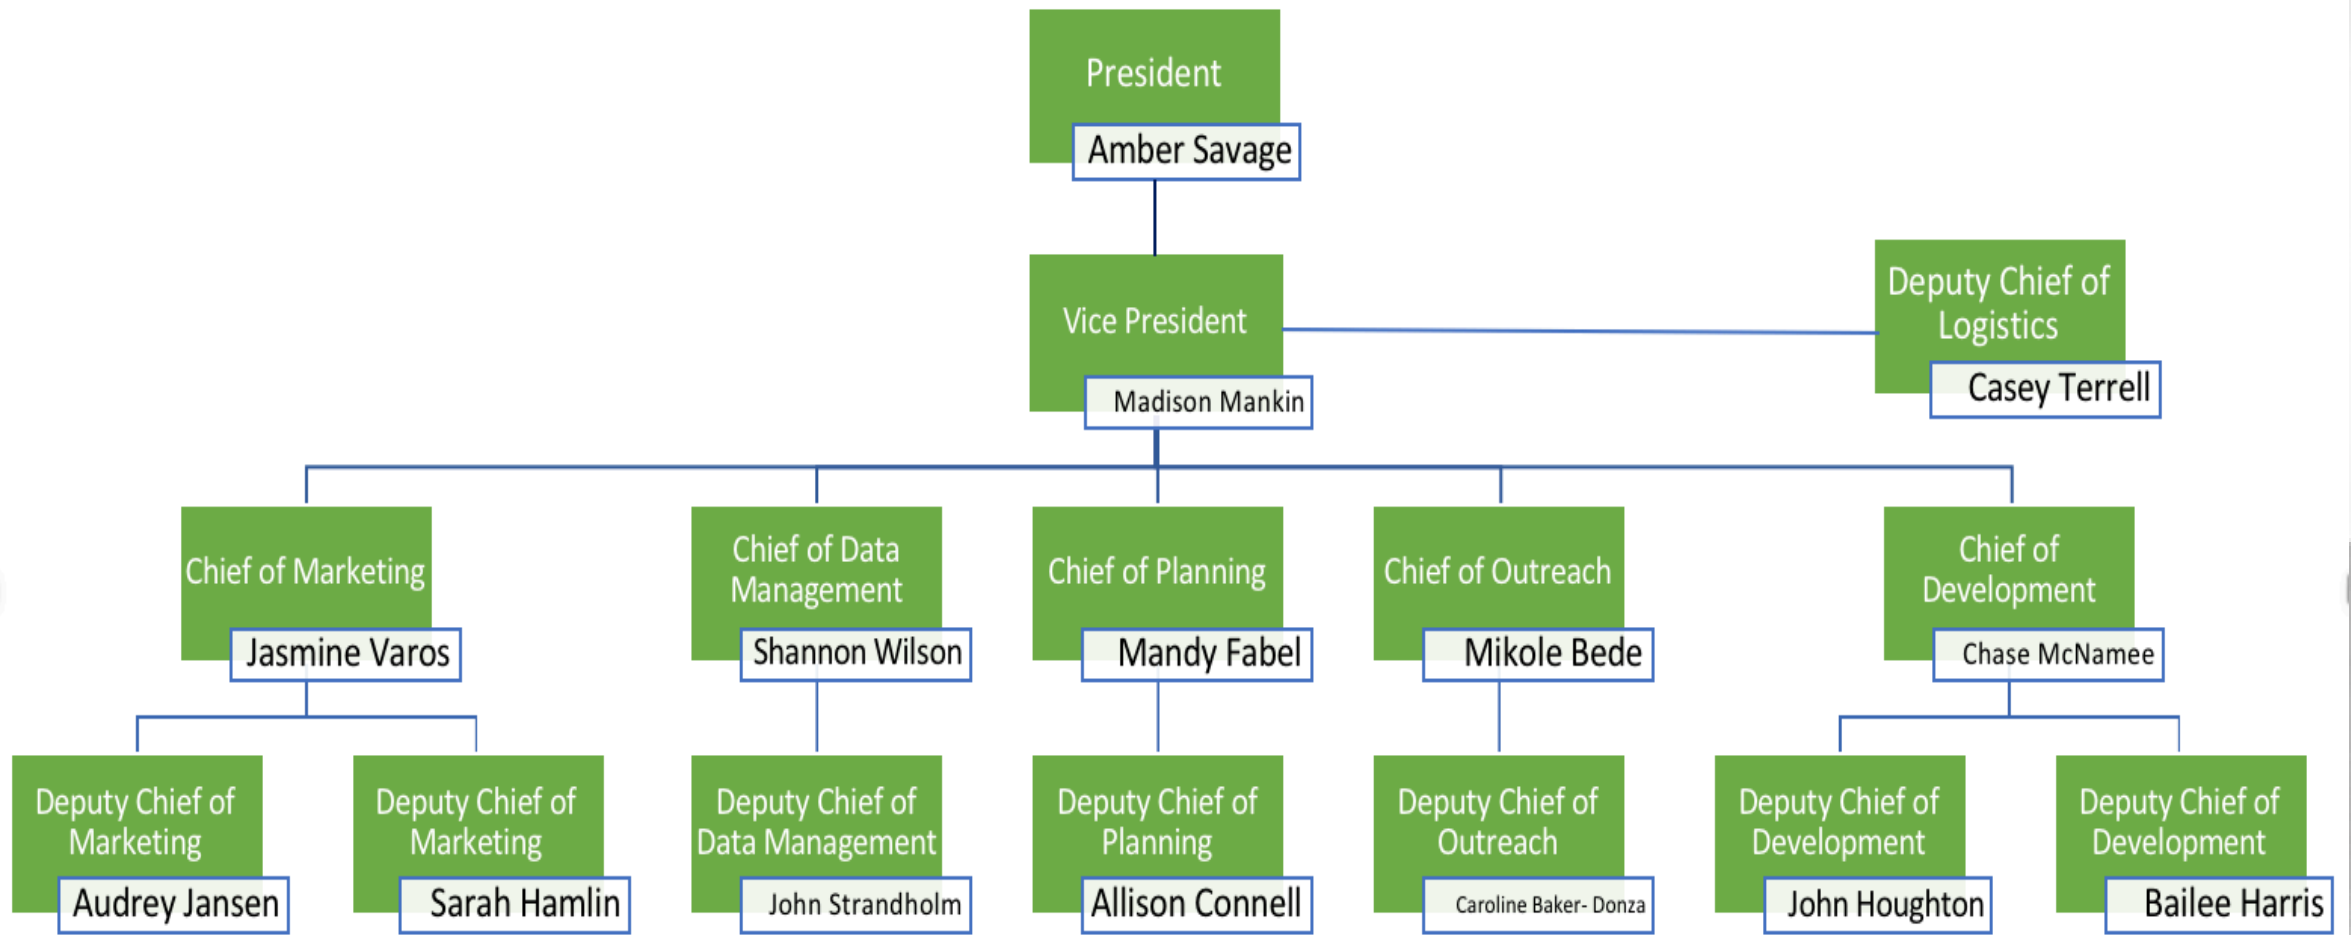 President
Amber Savage
Vice President
Madison Mankin
Deputy Chief of
Logistics
Casey Terrell
Chief of Marketing
Jasmine Varos
Chief of Data
Management
Shannon Wilson
Chief of Planning
Mandy Fabel
Chief of Outreach
Mikole Bede
Chief of
Development
Chase McNamee
Deputy Chief of
Marketing
Audrey Jansen
Deputy Chief of
Marketing
Sarah Hamlin
Deputy Chief of
Data Management
John Strandholm
Deputy Chief of
Planning
Allison Connell
Deputy Chief of
Outreach
Caroline Baker- Donza
Deputy Chief of
Development
John Houghton
Deputy Chief of
Development
Bailee Harris